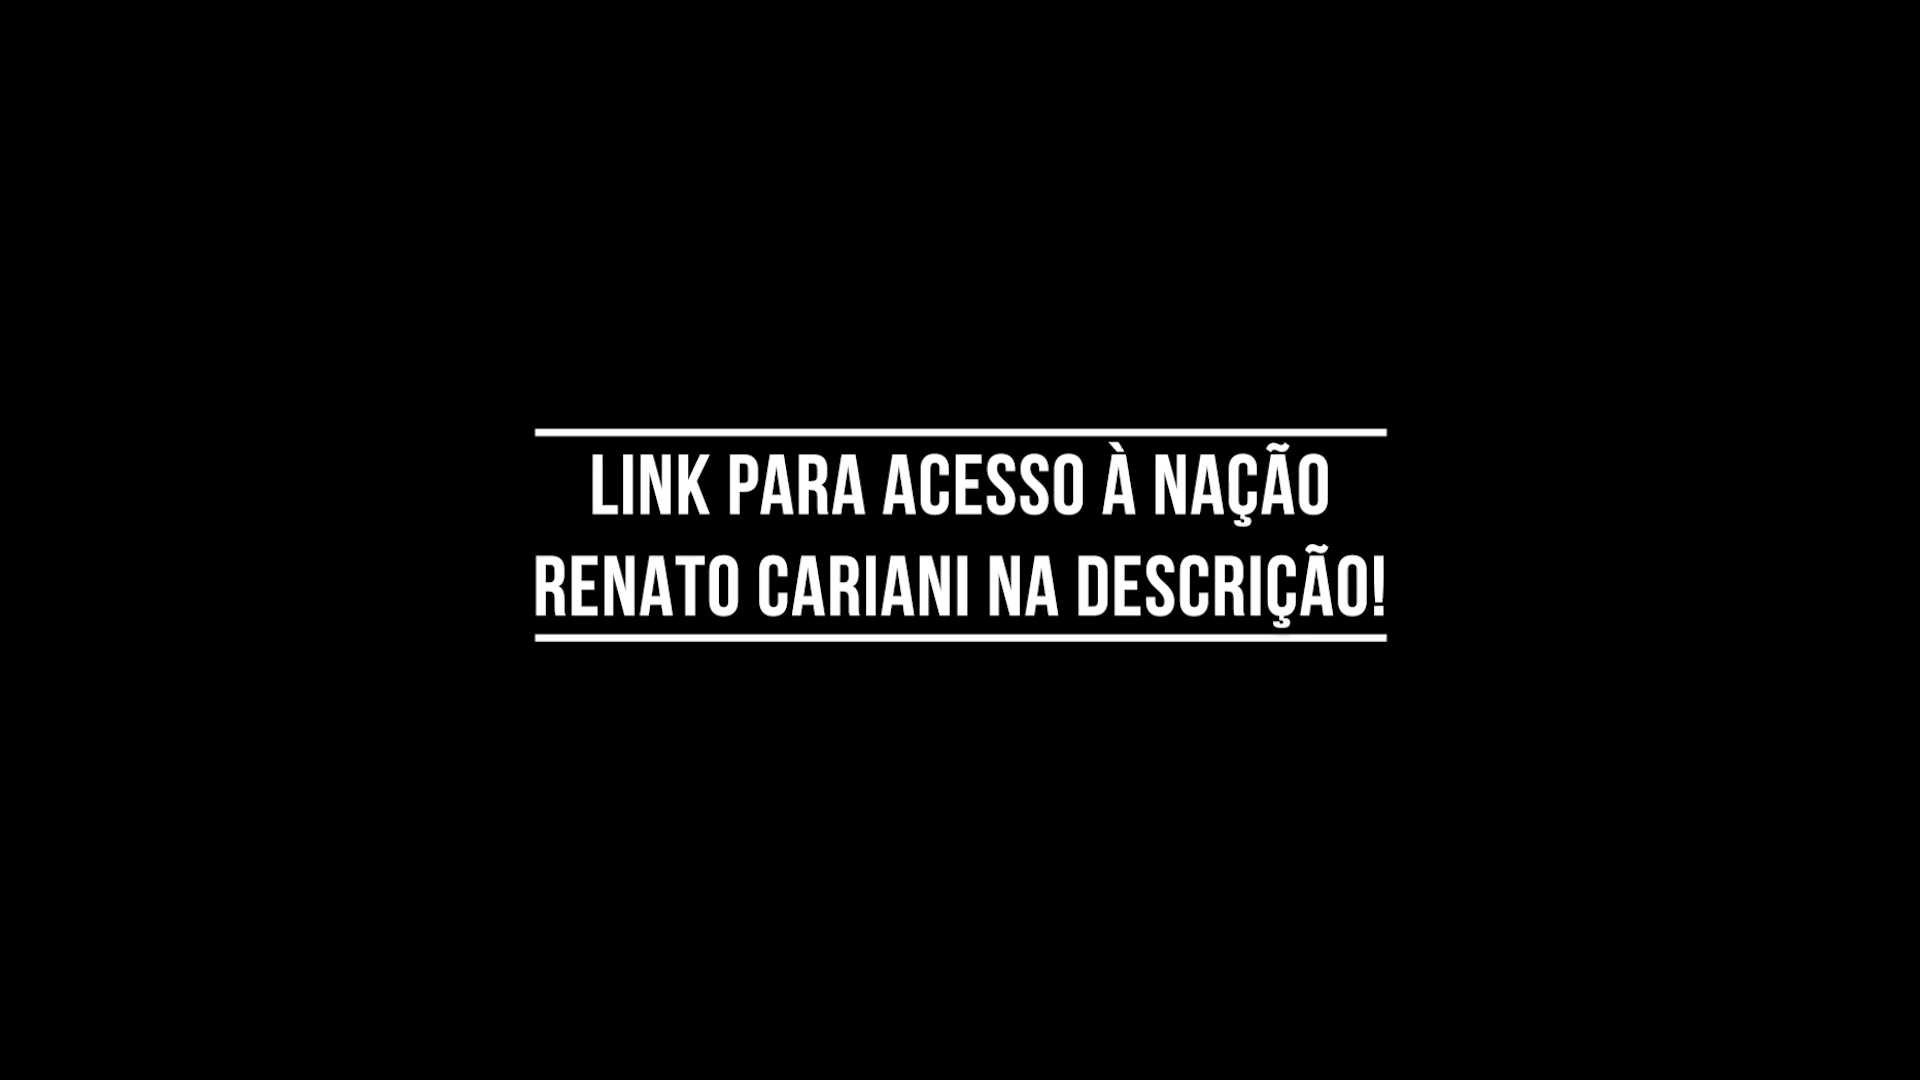 LINK PARA ACESSO À NAÇÃO
RENATO CARIANI NA DESCRIÇÃO!